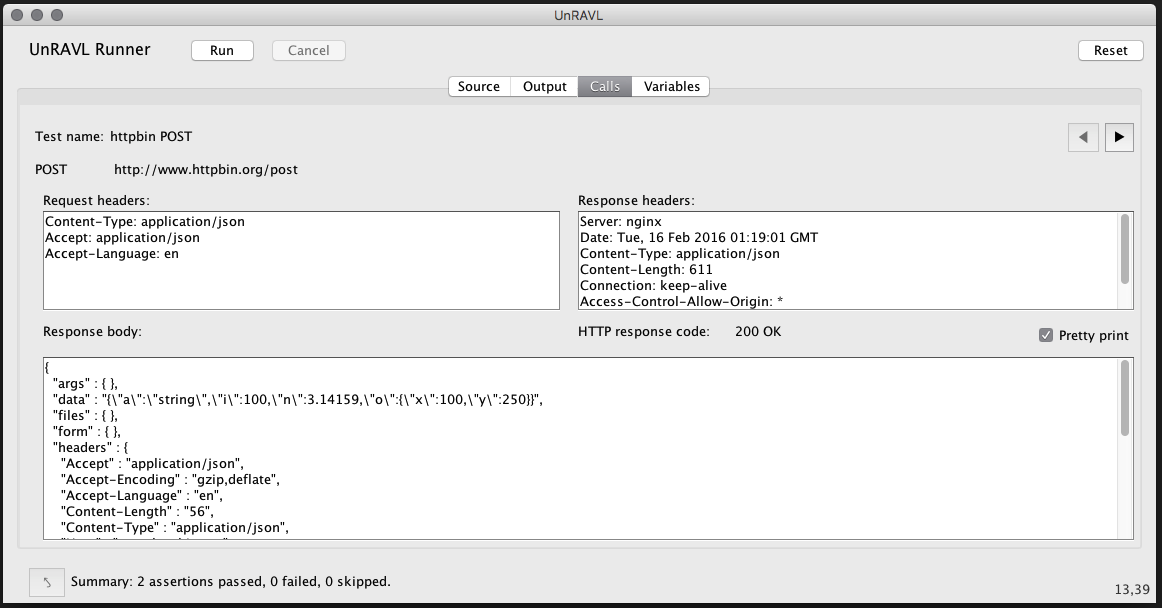 UnRAVL
UnRAVL Runner Run Cancel Reset
Source Output Calls Variables
Test name: httpbin POST
POST http://www.httpbin.org/post
Request headers:
Content-Type: application/json
Accept: application/json
Accept-Language: en
Response headers:
Server: nginx
Date: Tue, 16 Feb 2016 01:19:01 GMT
Content-Type: application/json
Content-Length: 611
Connection: keep-alive
Access-Control-Allow-Origin: *
Response body:
HTTP response code: 200 OK
Pretty print
{
"args" : { },
"data" : "{\"a\":\"string\",\"i\":100,\"n\":3.14159,\"o\":{\"x\":100,\"y\":250}}",
"files" : { },
"form" : { },
"headers" : {
"Accept" : "application/json",
"Accept-Encoding" : "gzip,deflate",
"Accept-Language" : "en",
"Content-Length" : "56",
"Content-Type" : "application/json",
Summary: 2 assertions passed, 0 failed, 0 skipped.
13,39